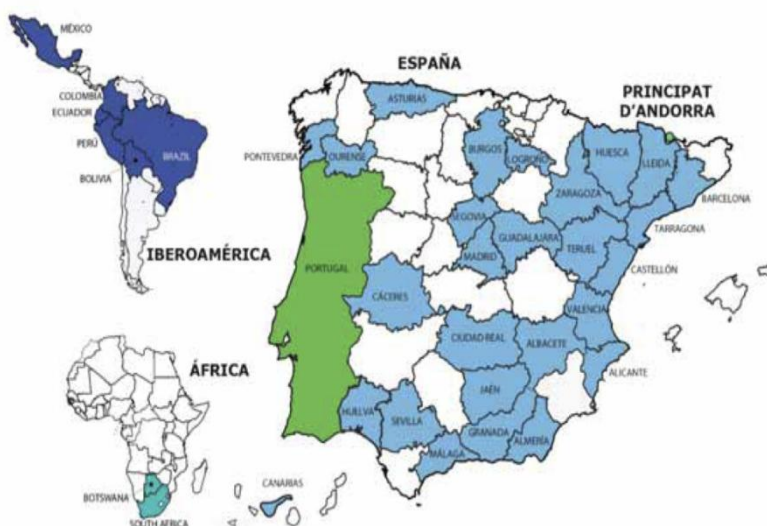 MÉXICO
COLOMBIA
ECUADOR
PERÚ
BRAZIL
BOLIVIA
IBEROAMÉRICA
ESPAÑA
PRINCIPAT
D'ANDORRA
ASTURIAS
PONTEVEDRA
OURENSE
BURGOS
LOGROÑO
HUESCA
LLEIDA
ZARAGOZA
BARCELONA
SEGOVIA
GUADALAJARA
TARRAGONA
MADRID
TERUEL
PORTUGAL
CASTELLÓN
CÁCERES
VALENCIA
CIUDAD REAL
ALBACETE
ALICANTE
JAÉN
HUELVA
SEVILLA
GRANADA
ALMERÍA
MÁLAGA
ÁFRICA
CANARIAS
BOTSWANA
SOUTH AFRICA